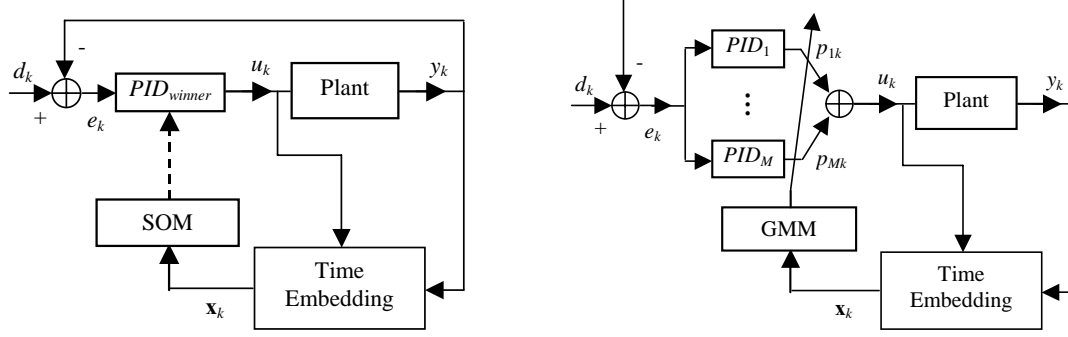 -
d_k
+
e_k
PID_winner
u_k
Plant
y_k
SOM
Time
Embedding
x_k
-
d_k
+
e_k
PID_1
p_1k
⋮
PID_M
p_Mk
u_k
Plant
y_k
GMM
Time
Embedding
x_k